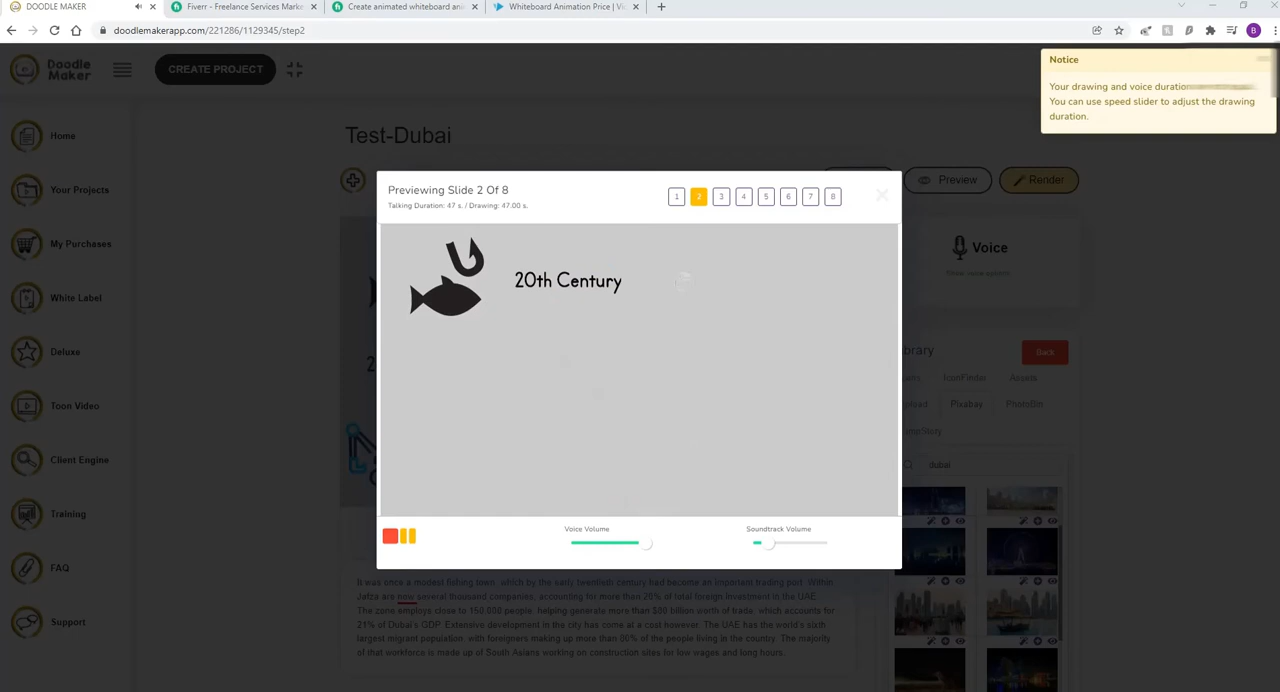 DOODLE MAKER
Fiverr - Freelance Services Marke
Create animated whiteboard ani
Whiteboard Animation Price | Vi
doodlemakerapp.com/221286/1129345/step2
B
Doodle
Maker
CREATE PROJECT
Notice
Your drawing and voice duration
You can use speed slider to adjust the drawing
duration.
Home
Your Projects
My Purchases
White Label
Deluxe
Toon Video
Client Engine
Training
FAQ
Support
Test-Dubai
Preview
Render
Previewing Slide 2 Of 8
Talking Duration: 47 s. / Drawing: 47.00 s.
1 2 3 4 5 6 7 8
20th Century
Voice Volume
Soundtrack Volume
Voice
brary
Back
IconFinder
Assets
pload
Pixabay
PhotoBin
dubai
It was once a modest fishing town, which by the early twentieth century had become an important trading port. Within
Jafza are now several thousand companies, accounting for more than 20% of total foreign investment in the UAE.
The zone employs close to 150,000 people, helping generate more than $80 billion worth of trade, which accounts for
21% of Dubai's GDP. Extensive development in the city has come at a cost however. The UAE has the world's sixth
largest migrant population, with foreigners making up more than of the people living in the country. The majority
of that workforce is made up of South Asians working on construction sites for low wages and long hours.